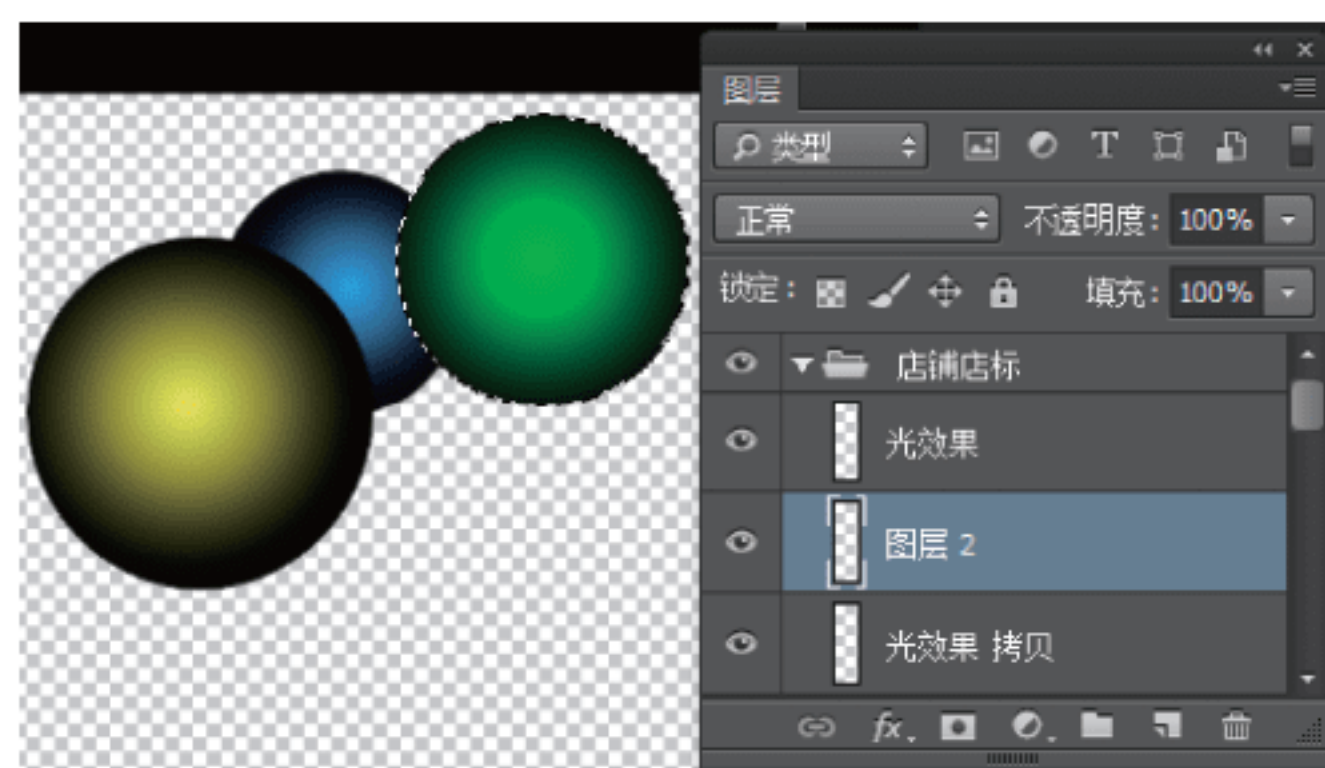 图层
类型 T
正常 不透明度: 100%
锁定: 填充: 100%
店铺店标
光效果
图层 2
光效果 拷贝
fx.